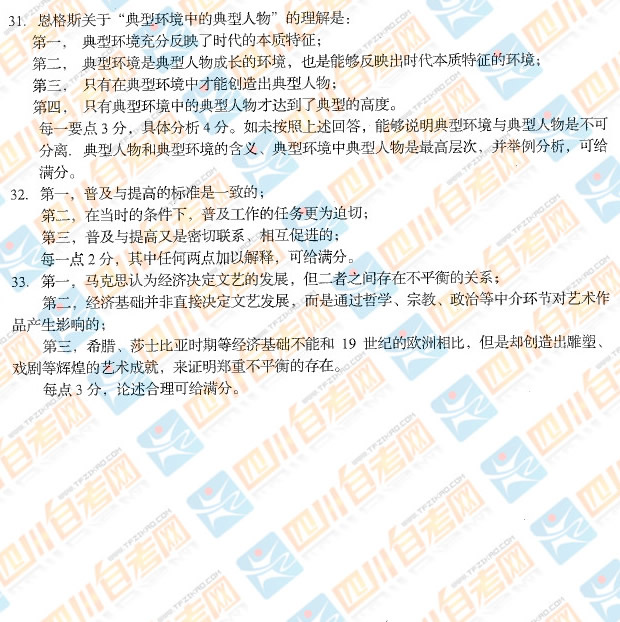 31. 恩格斯关于“典型环境中的典型人物”的理解是：
第一， 典型环境充分反映了时代的本质特征；
第二， 典型环境是典型人物成长的环境，也是能够反映出时代本质特征的环境；
第三， 只有在典型环境中才能创造出典型人物；
第四， 只有典型环境中的典型人物才达到了典型的高度。
每一要点 3 分，具体分析 4 分。如未按照上述回答，能够说明典型环境与典型人物是不可
分离．典型人物和典型环境的含义、典型环境中典型人物是最高层次，并举例分析，可给
满分。
32. 第一，普及与提高的标准是一致的；
第二，在当时的条件下，普及工作的任务更为迫切；
第三，普及与提高又是密切联系、相互促进的；
每一点 2 分，其中任何两点加以解释，可给满分。
33. 第一，马克思认为经济决定文艺的发展，但二者之间存在不平衡的关系；
第二，经济基础并非直接决定文艺发展，而是通过哲学、宗教、政治等中介环节对艺术作
品产生影响的；
第三，希腊、莎士比亚时期等经济基础不能和 19 世纪的欧洲相比，但是却创造出雕塑、
戏剧等辉煌的艺术成就，来证明郑重不平衡的存在。
每点 3 分，论述合理可给满分。
四川自考网
WWW.TPZIKAO.COM